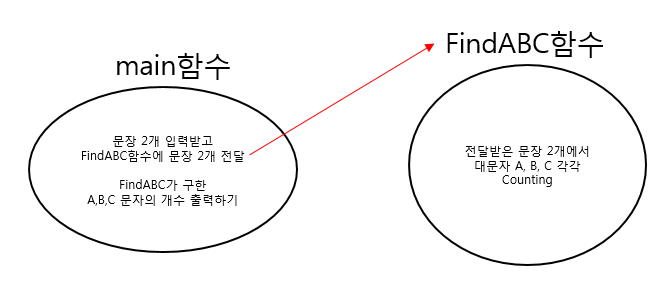 main함수
문장 2개 입력받고
FindABC함수에 문장 2개 전달
FindABC가 구한
A,B,C 문자의 개수 출력하기
FindABC함수
전달받은 문장 2개에서
대문자 A, B, C 각각
Counting